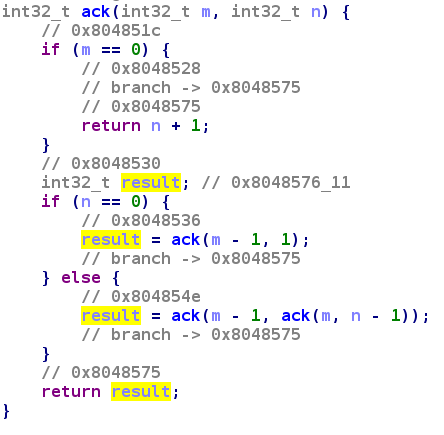 int32_t ack(int32_t m, int32_t n) {
    // 0x804851c
    if (m == 0) {
        // 0x8048528
        // branch -> 0x8048575
        // 0x8048575
        return n + 1;
    }
    // 0x8048530
    int32_t result; // 0x8048576_11
    if (n == 0) {
        // 0x8048536
        result = ack(m - 1, 1);
        // branch -> 0x8048575
    } else {
        // 0x804854e
        result = ack(m - 1, ack(m, n - 1));
        // branch -> 0x8048575
    }
    // 0x8048575
    return result;
}